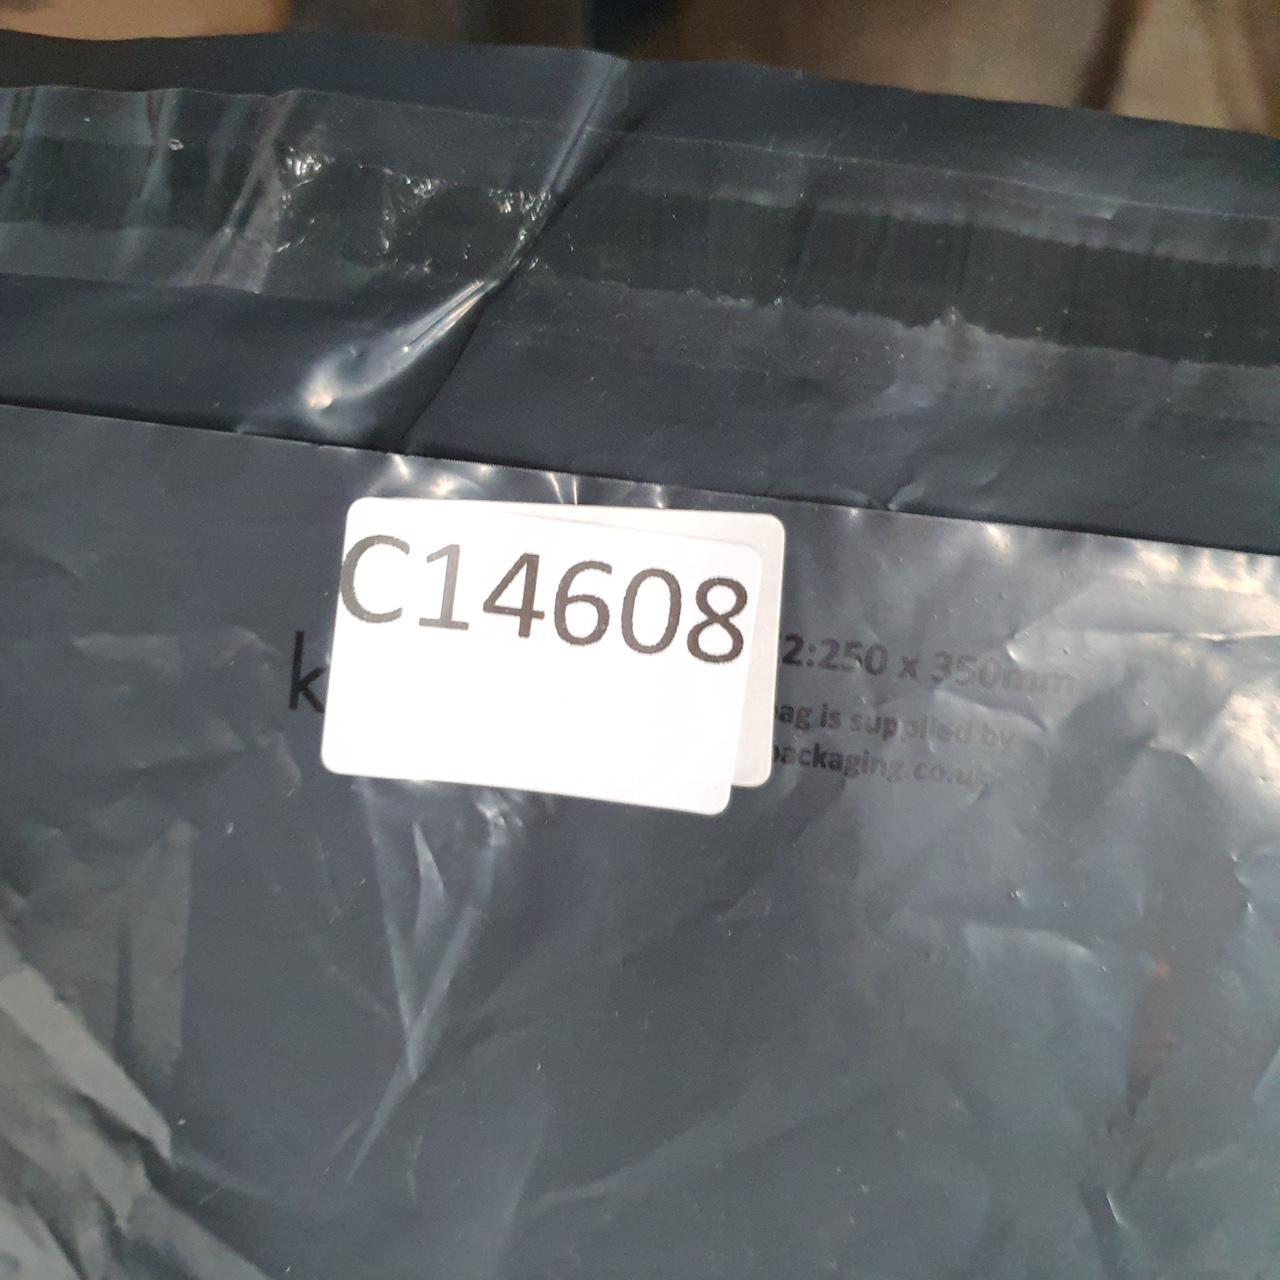 C14608
k
2:250 x 350mm
bag is supplied by
packaging.co.uk